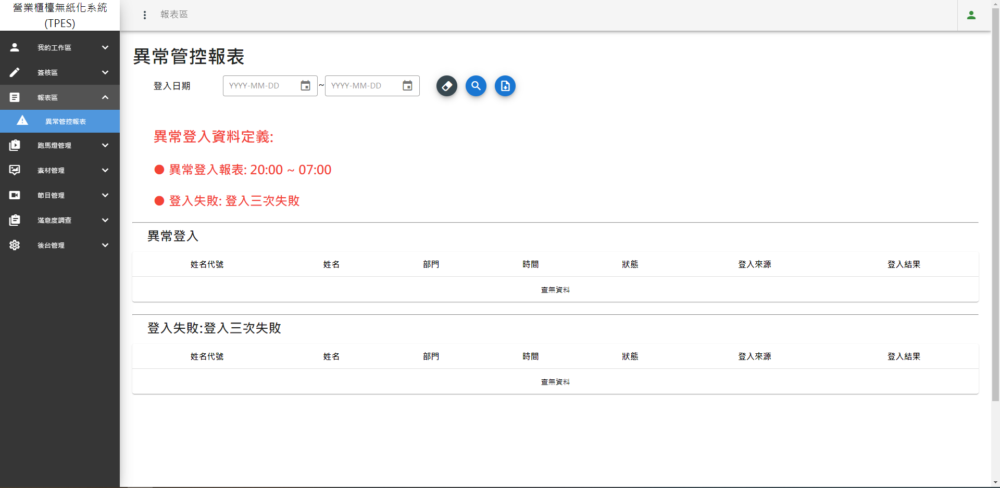 營業櫃檯無紙化系統
(TPES)
報表區
我的工作區
簽核區
報表區
異常管控報表
跑馬燈管理
素材管理
節目管理
滿意度調查
後台管理
異常管控報表
登入日期 YYYY-MM-DD ~ YYYY-MM-DD
異常登入資料定義:
● 異常登入報表: 20:00 ~ 07:00
● 登入失敗: 登入三次失敗
異常登入
姓名代號 姓名 部門 時間 狀態 登入來源 登入結果
查無資料
登入失敗:登入三次失敗
姓名代號 姓名 部門 時間 狀態 登入來源 登入結果
查無資料